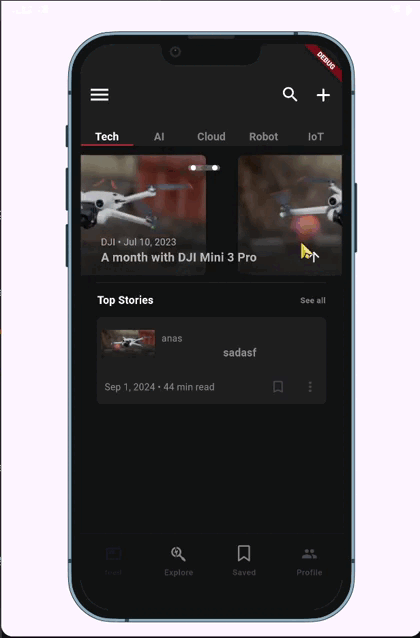 DEBUG
Tech AI Cloud Robot IoT
DJI • Jul 10, 2023
A month with DJI Mini 3 Pro
Top Stories See all
anas
sadasf
Sep 1, 2024 • 44 min read
Explore Saved Profile